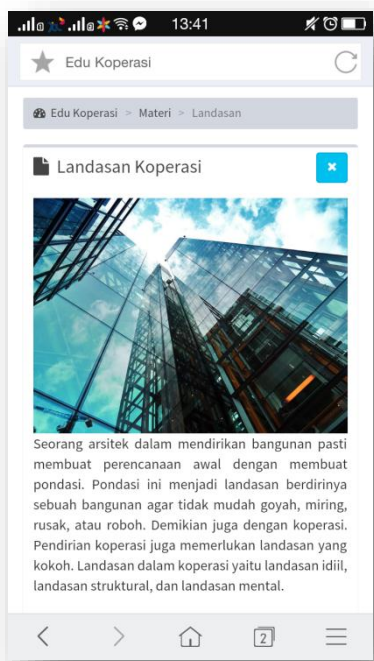 13:41
Edu Koperasi
Edu Koperasi > Materi > Landasan
Landasan Koperasi
Seorang arsitek dalam mendirikan bangunan pasti
membuat perencanaan awal dengan membuat
pondasi. Pondasi ini menjadi landasan berdirinya
sebuah bangunan agar tidak mudah goyah, miring,
rusak, atau roboh. Demikian juga dengan koperasi.
Pendirian koperasi juga memerlukan landasan yang
kokoh. Landasan dalam koperasi yaitu landasan idiil,
landasan struktural, dan landasan mental.
2